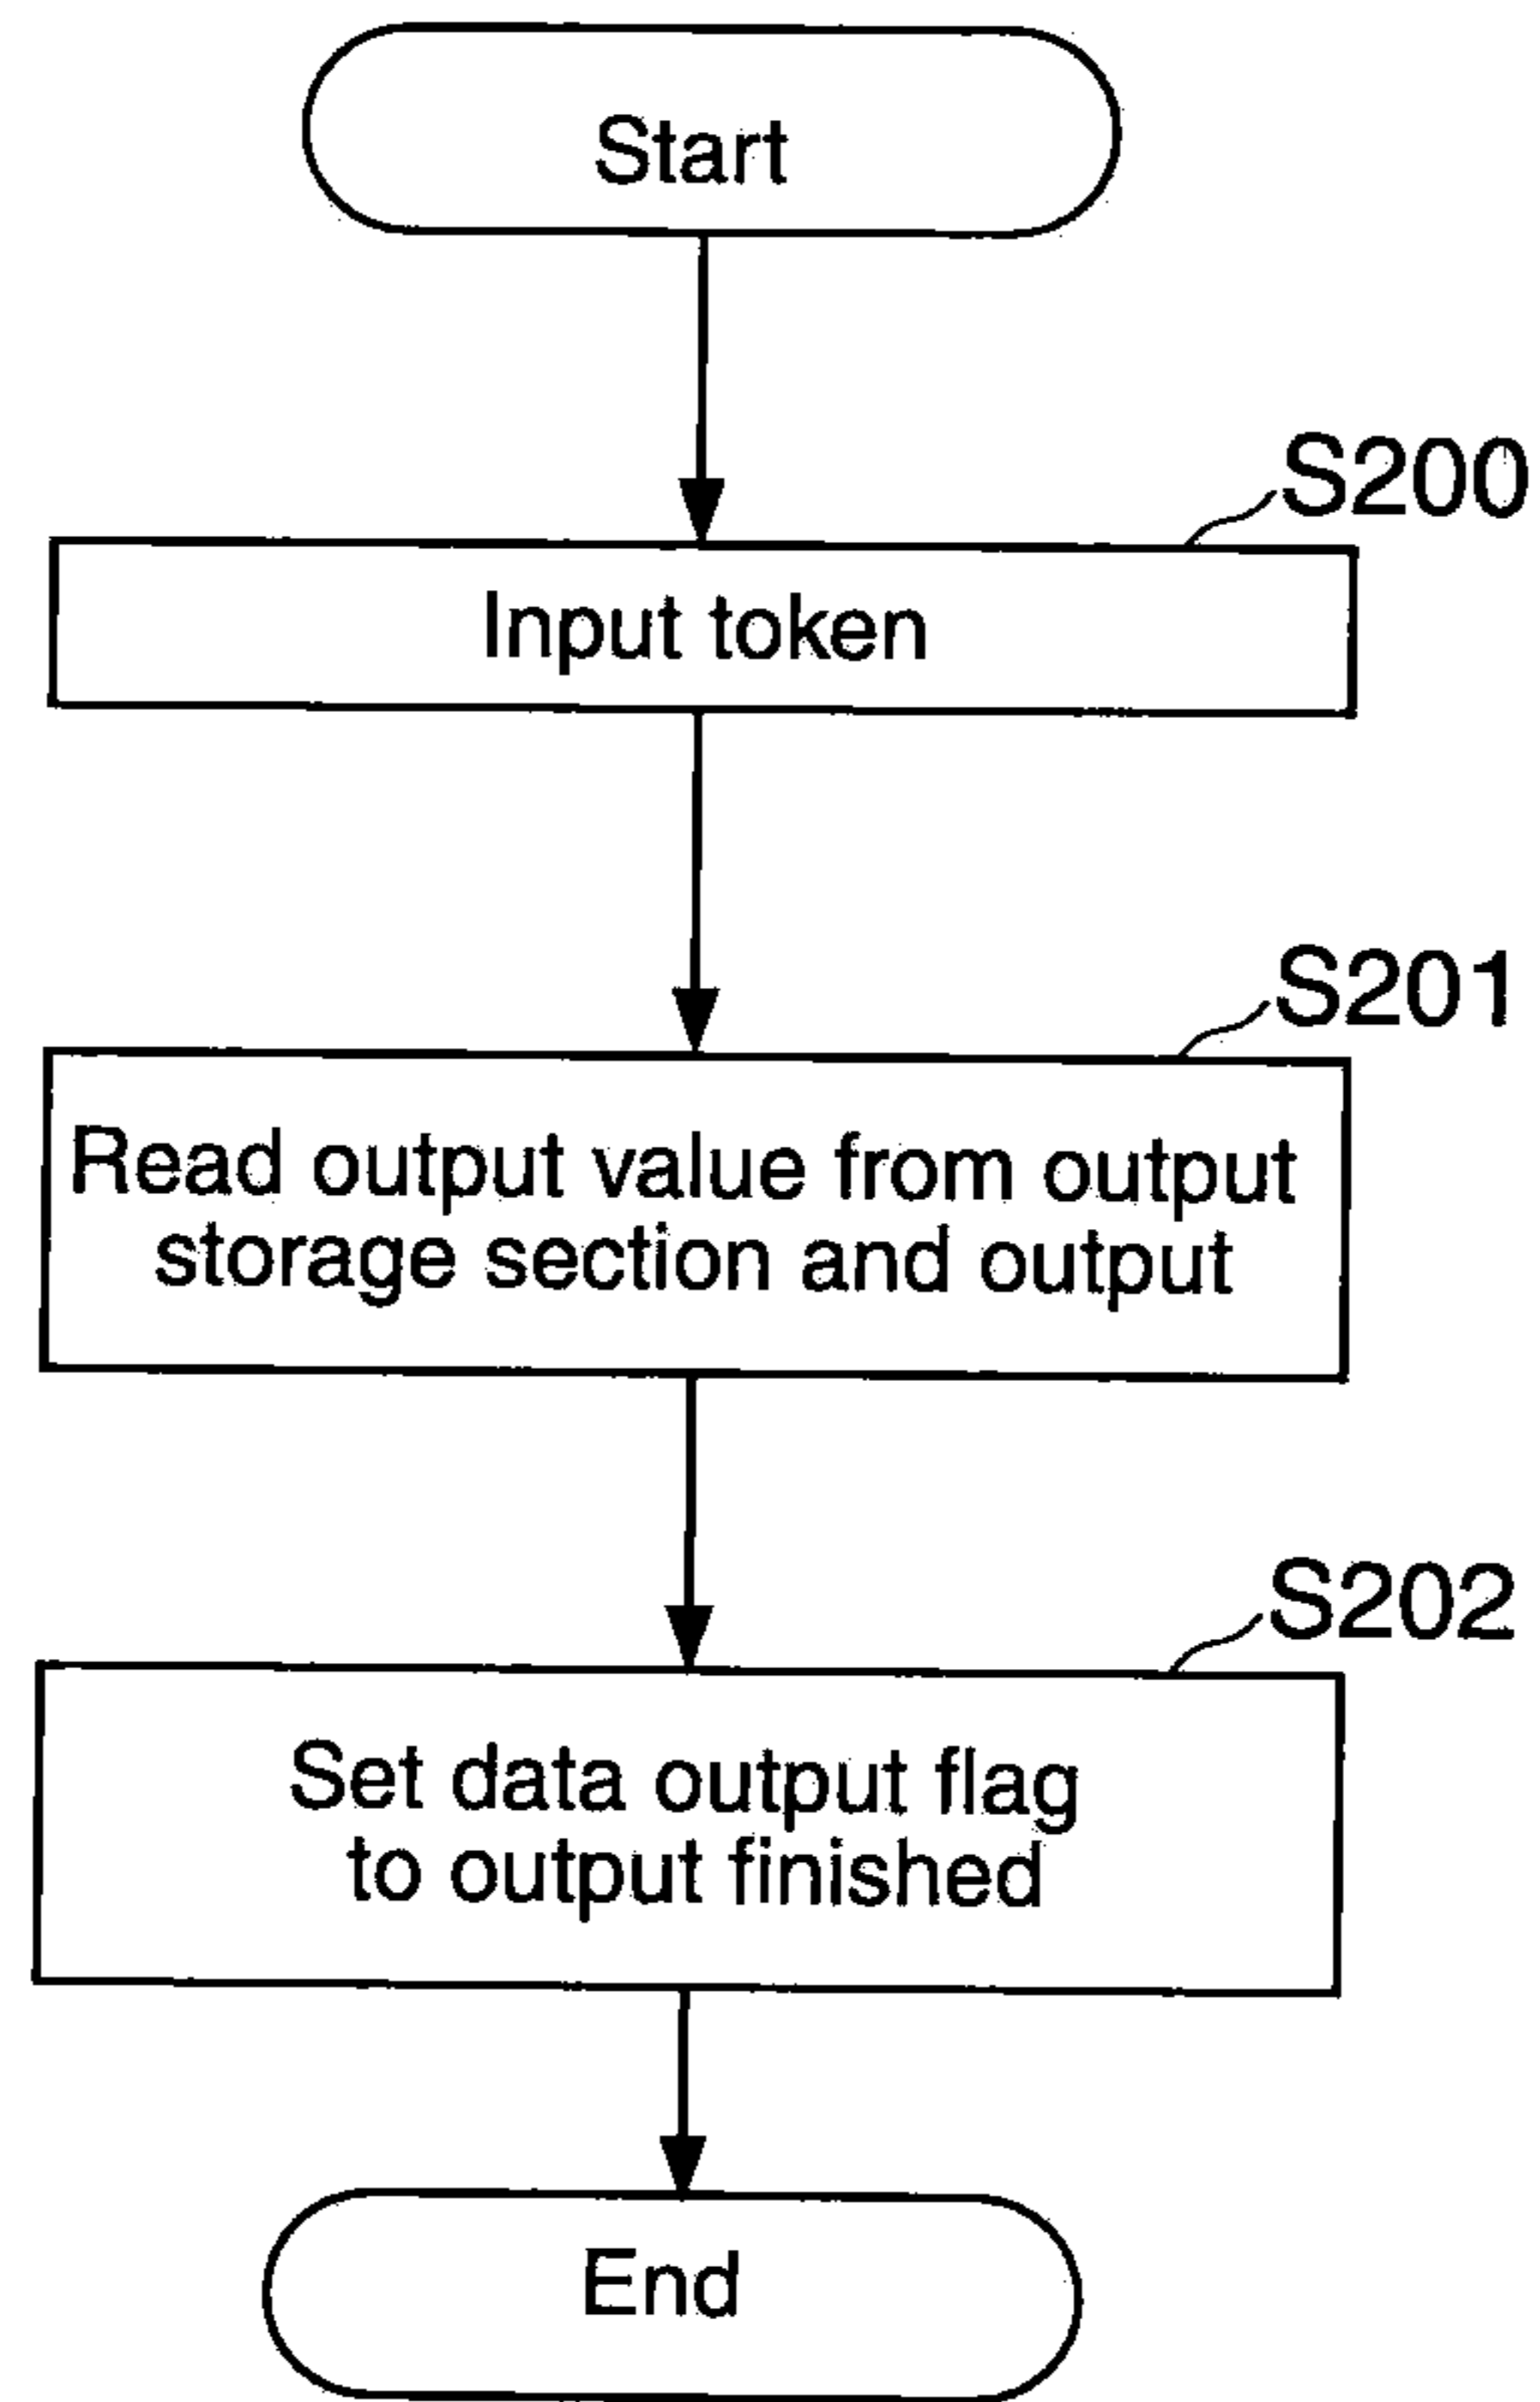 Start
S200
Input token
S201
Read output value from output
storage section and output
S202
Set data output flag
to output finished
End